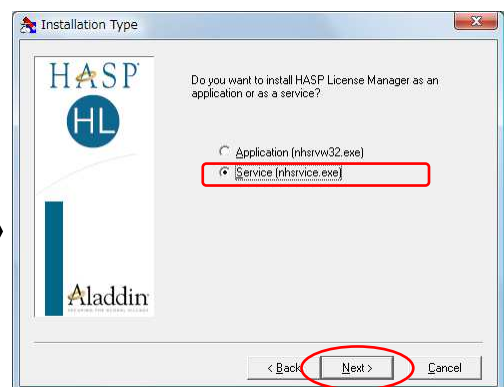 Installation Type
HASP
HL
Do you want to install HASP License Manager as an
application or as a service?
Application (nhsrvw32.exe)
Service (nhsrvice.exe)
Aladdin
SECURING THE GLOBAL VILLAGE
< Back
Next >
Cancel